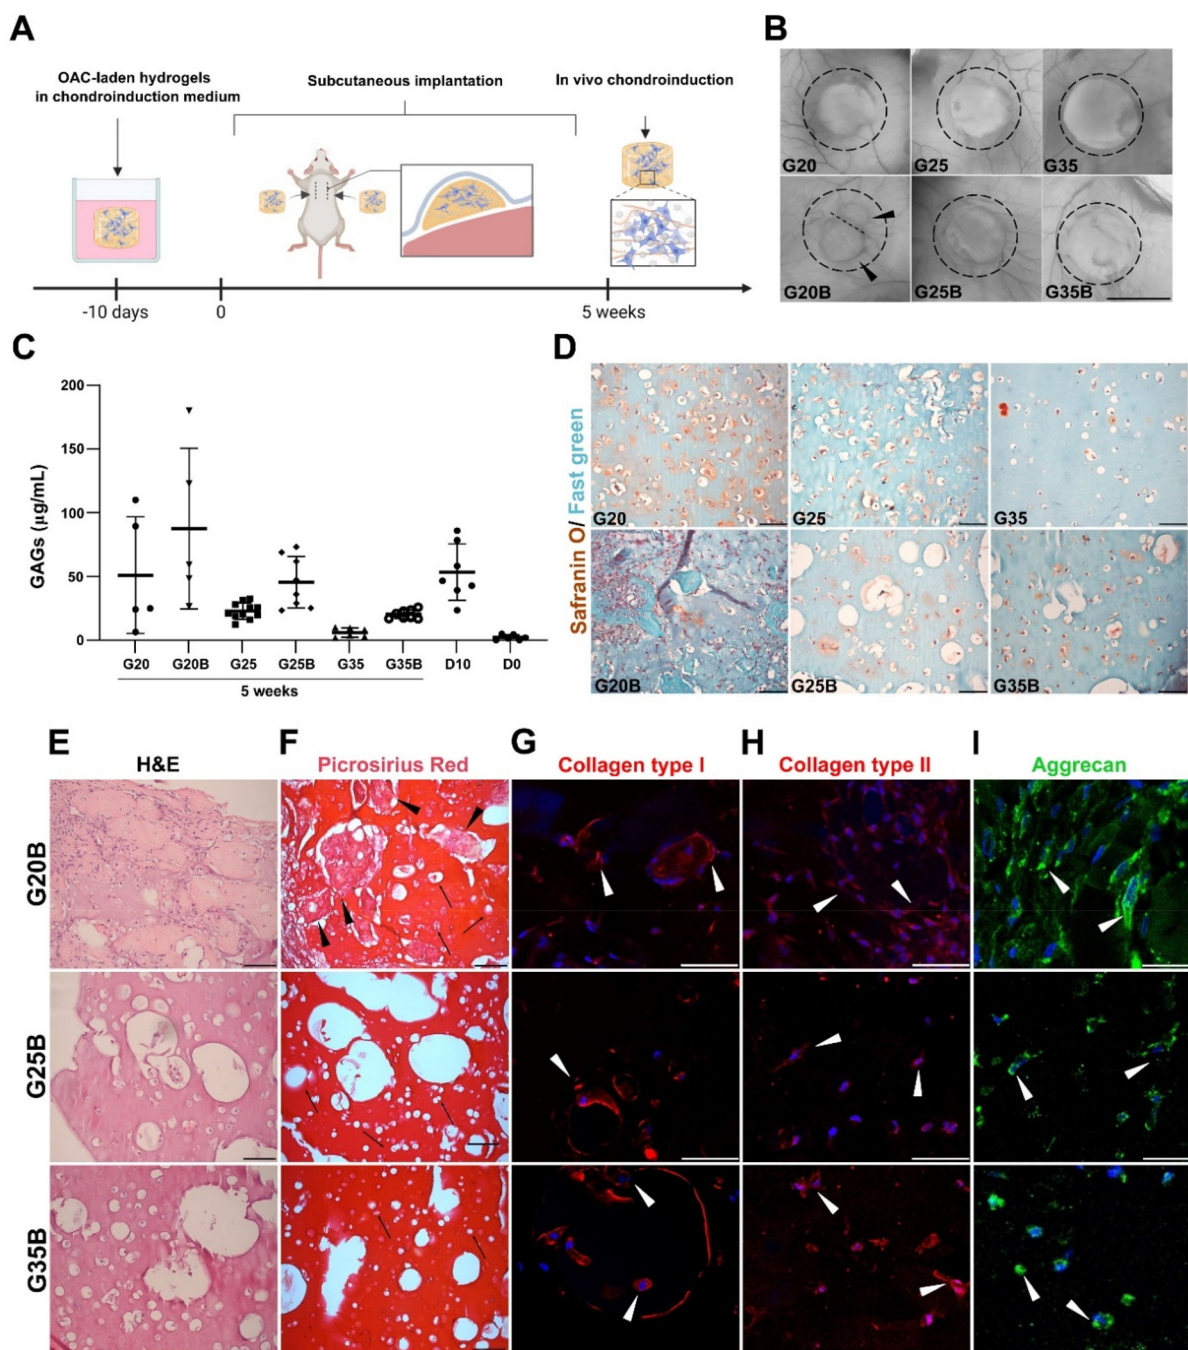 A
OAC-laden hydrogels
in chondroinduction medium
Subcutaneous implantation
In vivo chondroinduction
-10 days
0
5 weeks
B
G20
G25
G35
G20B
G25B
G35B
C
GAGs (µg/mL)
200
150
100
50
0
G20
G20B
G25
G25B
G35
G35B
D10
D0
5 weeks
D
Safranin O/ Fast green
G20
G25
G35
G20B
G25B
G35B
E
H&E
F
Picrosirius Red
G
Collagen type I
H
Collagen type II
I
Aggrecan
G20B
G25B
G35B